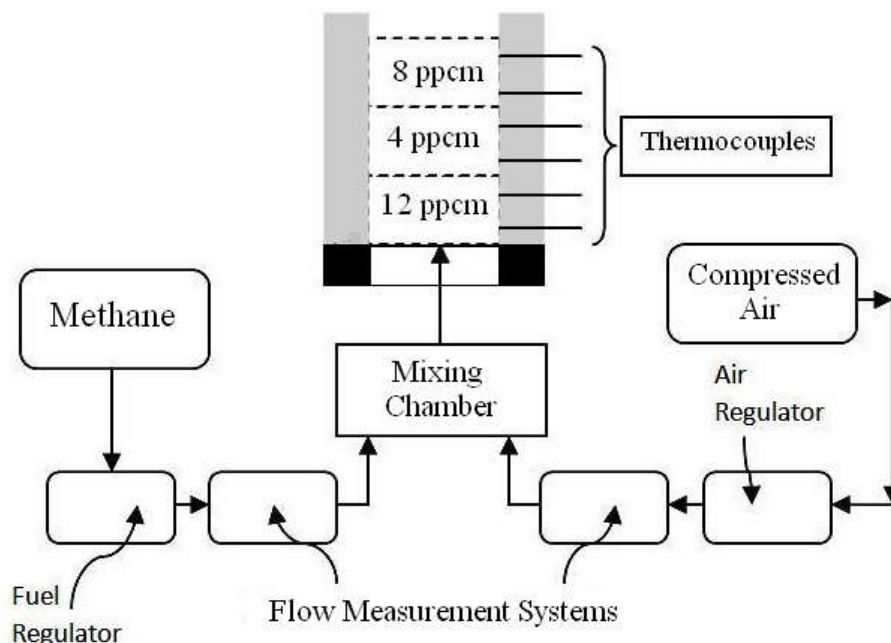 8 ppcm
4 ppcm
12 ppcm
Thermocouples
Methane
Compressed
Air
Mixing
Chamber
Air
Regulator
Fuel
Regulator
Flow Measurement Systems